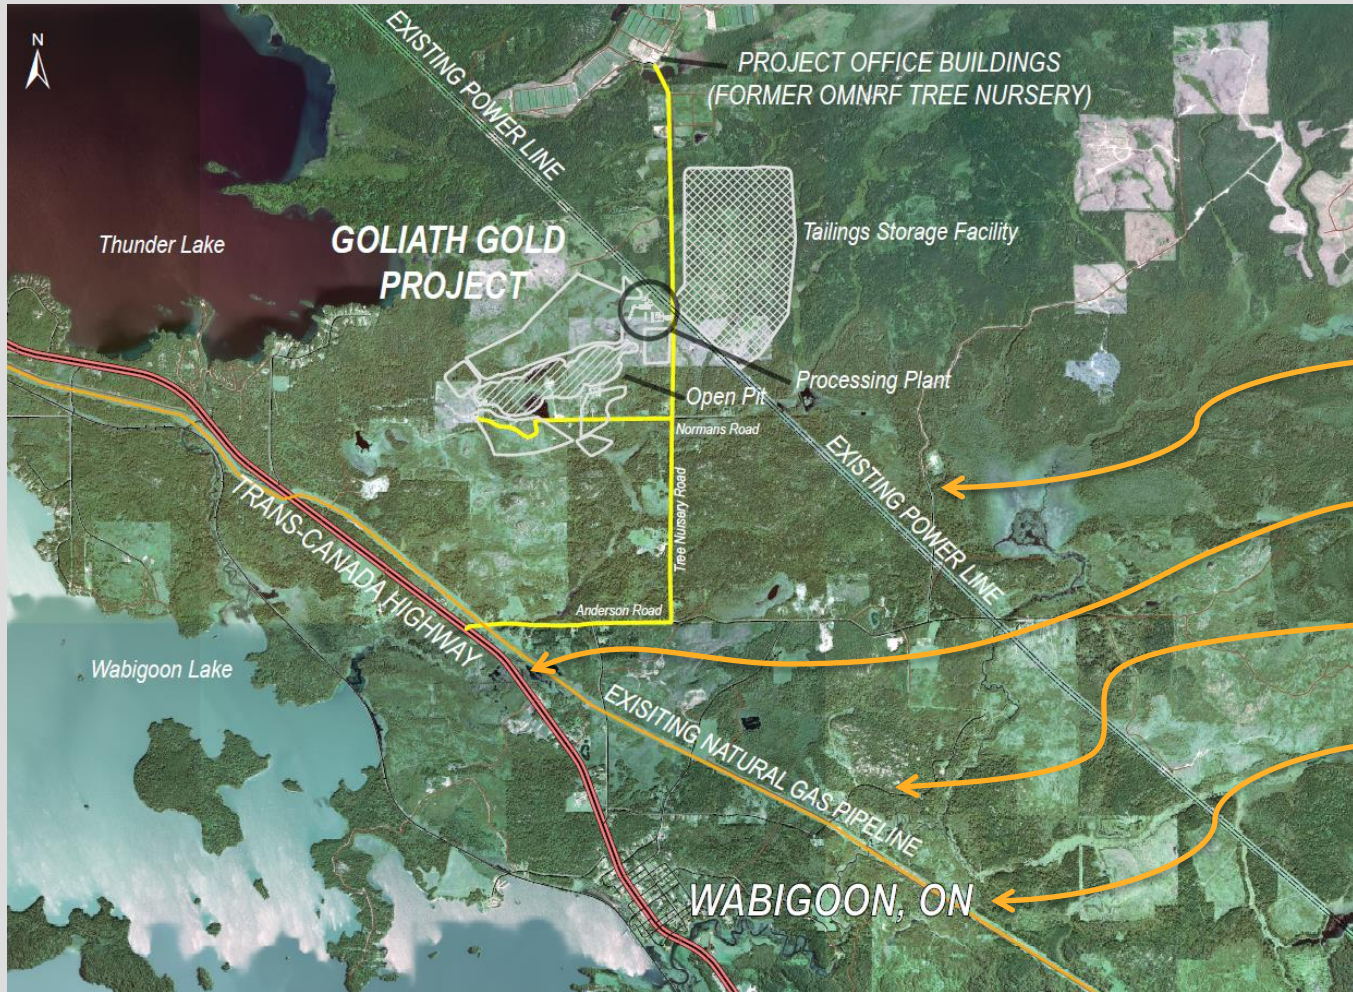 N
EXISTING POWER LINE
PROJECT OFFICE BUILDINGS
(FORMER OMNRF TREE NURSERY)
Thunder Lake
GOLIATH GOLD
PROJECT
Tailings Storage Facility
Processing Plant
Open Pit
Normans Road
EXISTING POWER LINE
TRANS-CANADA HIGHWAY
Tree Nursery Road
Anderson Road
Wabigoon Lake
EXISITING NATURAL GAS PIPELINE
WABIGOON, ON